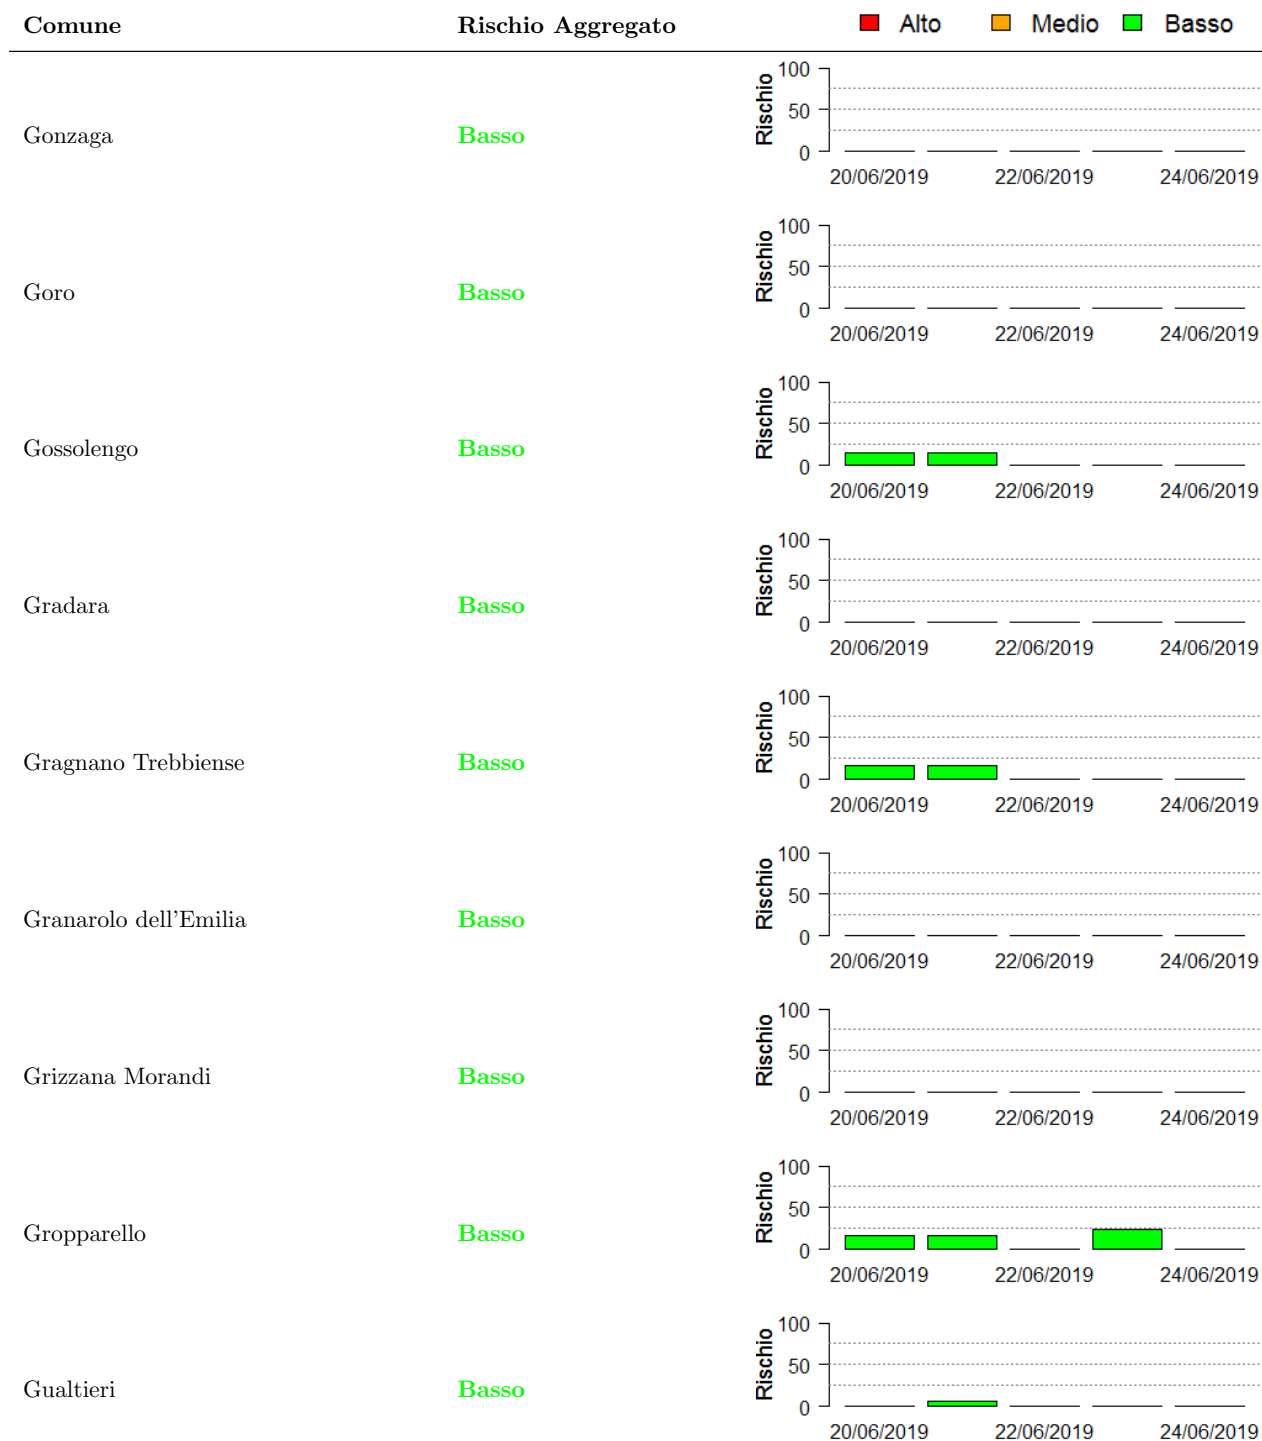 Comune Rischio Aggregato Alto Medio Basso
Gonzaga Basso Rischio 100 50 0
20/06/2019 22/06/2019 24/06/2019
Goro Basso Rischio 100 50 0
20/06/2019 22/06/2019 24/06/2019
Gossolengo Basso Rischio 100 50 0
20/06/2019 22/06/2019 24/06/2019
Gradara Basso Rischio 100 50 0
20/06/2019 22/06/2019 24/06/2019
Gragnano Trebbiense Basso Rischio 100 50 0
20/06/2019 22/06/2019 24/06/2019
Granarolo dell'Emilia Basso Rischio 100 50 0
20/06/2019 22/06/2019 24/06/2019
Grizzana Morandi Basso Rischio 100 50 0
20/06/2019 22/06/2019 24/06/2019
Gropparello Basso Rischio 100 50 0
20/06/2019 22/06/2019 24/06/2019
Gualtieri Basso Rischio 100 50 0
20/06/2019 22/06/2019 24/06/2019